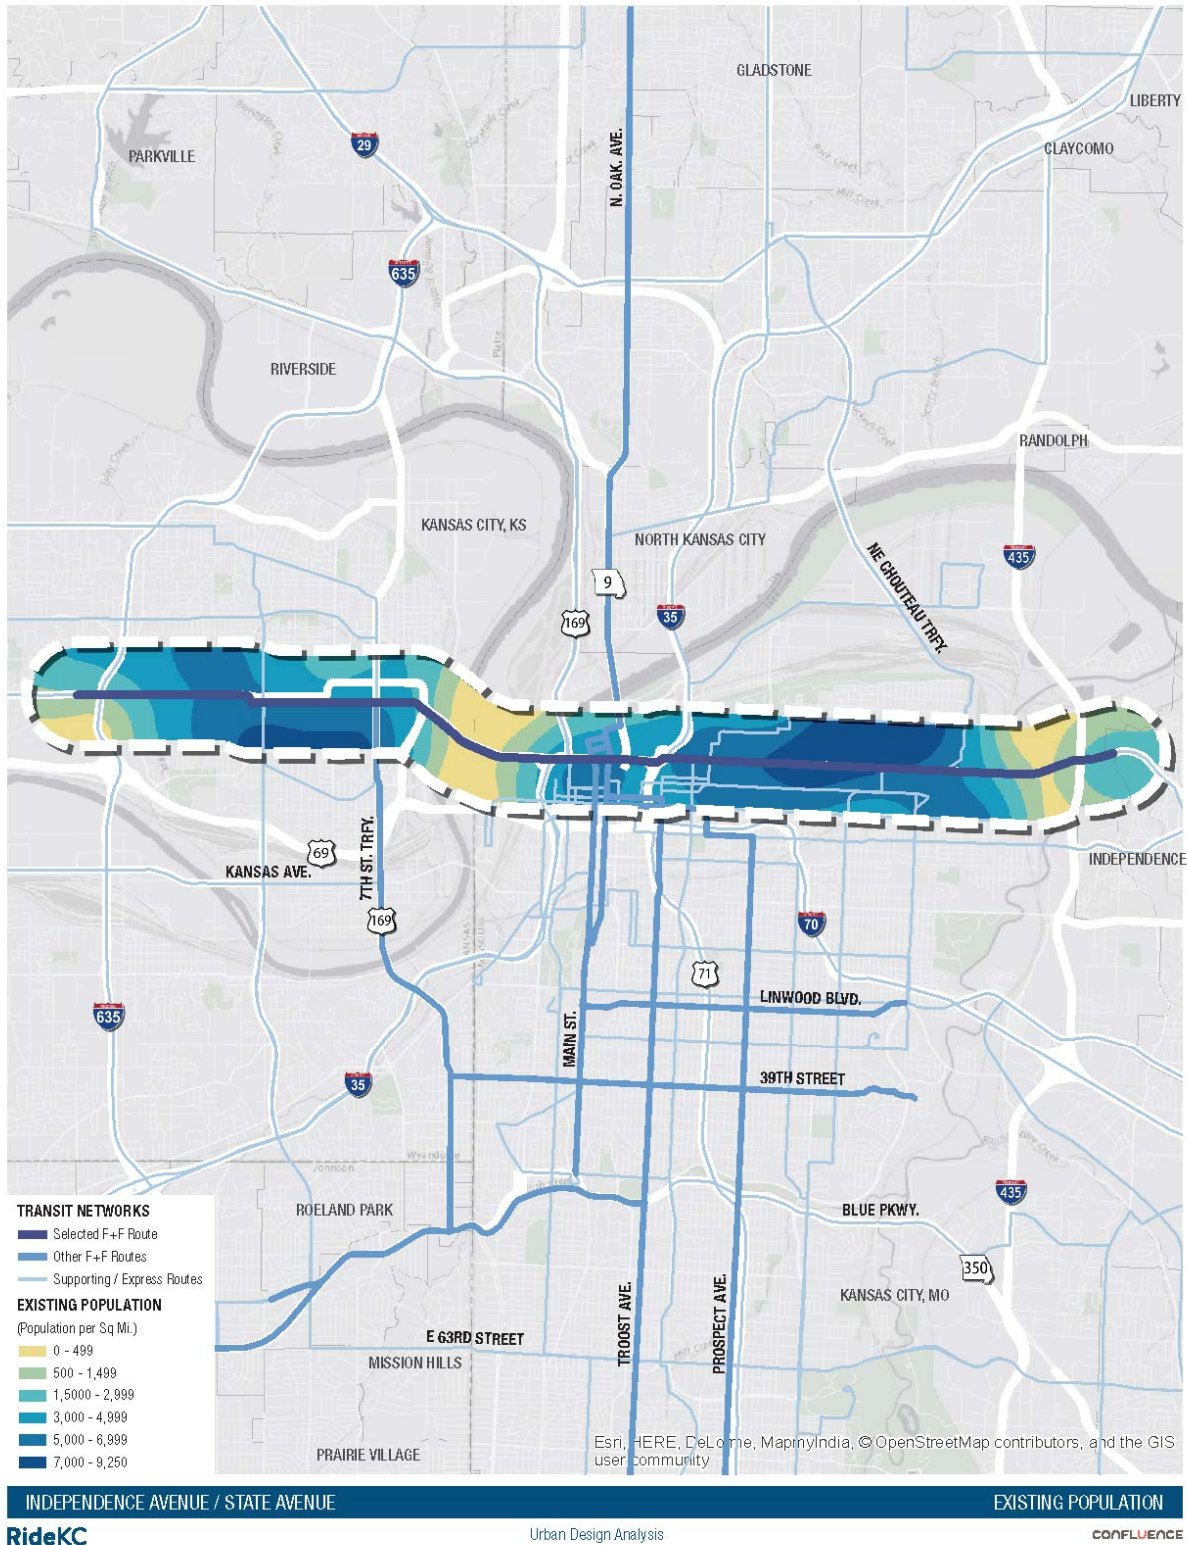 GLADSTONE
LIBERTY
CLAYCOMO
PARKVILLE
29
N. OAK. AVE.
635
Platte
RIVERSIDE
RANDOLPH
KANSAS CITY, KS
NORTH KANSAS CITY
NE CHOUTEAU TRFY.
435
9
169
35
INDEPENDENCE
69
KANSAS AVE.
7TH ST. TRFY.
169
70
71
LINWOOD BLVD.
MAIN ST.
635
35
39TH STREET
Johnson
Wyandotte
435
ROELAND PARK
BLUE PKWY.
350
KANSAS CITY, MO
TROOST AVE.
PROSPECT AVE.
E 63RD STREET
MISSION HILLS
PRAIRIE VILLAGE
TRANSIT NETWORKS
Selected F+F Route
Other F+F Routes
Supporting / Express Routes
EXISTING POPULATION
(Population per Sq Mi.)
0 - 499
500 - 1,499
1,5000 - 2,999
3,000 - 4,999
5,000 - 6,999
7,000 - 9,250
Esri, HERE, DeLorme, MapmyIndia, © OpenStreetMap contributors, and the GIS
user community
INDEPENDENCE AVENUE / STATE AVENUE
EXISTING POPULATION
RideKC
Urban Design Analysis
CONFLUENCE